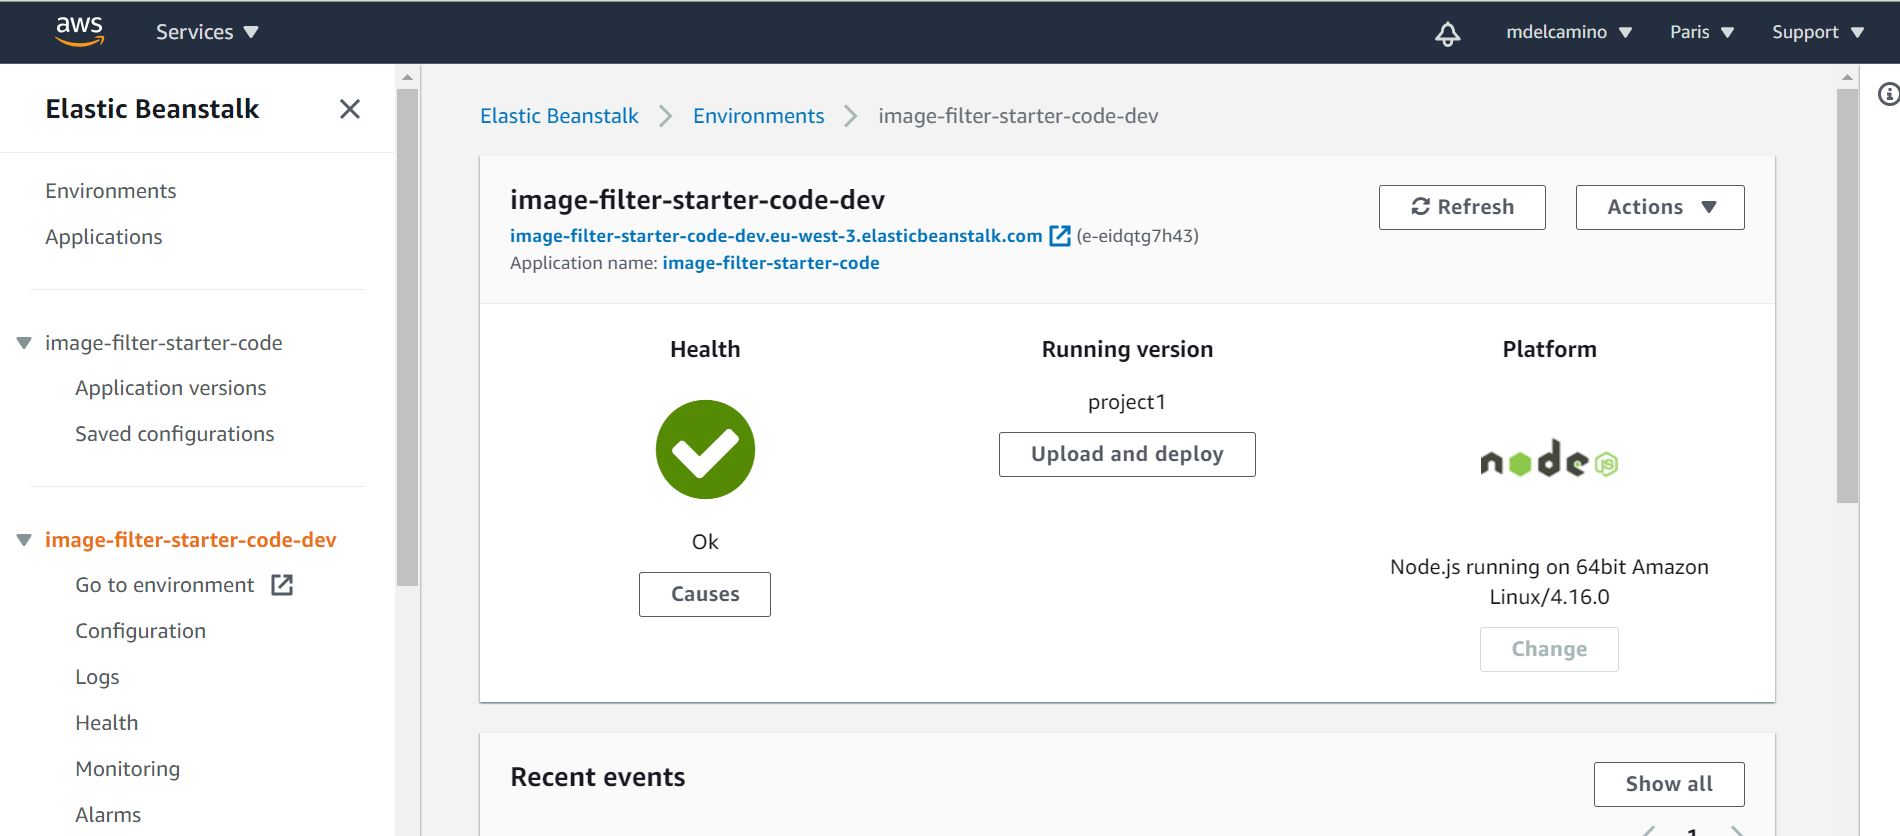 aws
Services
mdelcamino
Paris
Support
Elastic Beanstalk
Environments
Applications
image-filter-starter-code
Application versions
Saved configurations
image-filter-starter-code-dev
Go to environment
Configuration
Logs
Health
Monitoring
Alarms
Elastic Beanstalk > Environments > image-filter-starter-code-dev
image-filter-starter-code-dev
image-filter-starter-code-dev.eu-west-3.elasticbeanstalk.com (e-eidqtg7h43)
Application name: image-filter-starter-code
Refresh
Actions
Health
Ok
Causes
Running version
project1
Upload and deploy
Platform
node JS
Node.js running on 64bit Amazon
Linux/4.16.0
Change
Recent events
Show all
1